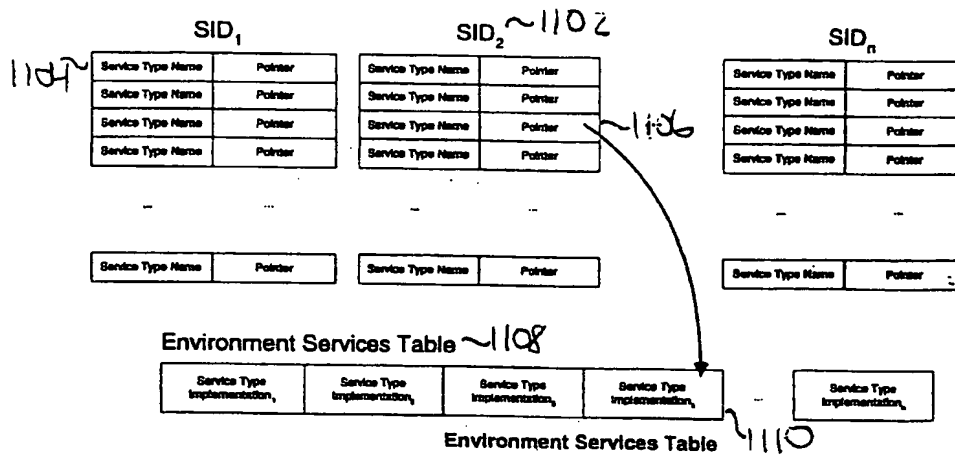 SID1 SID2 ~1102 SIDn
1104~ Service Type Name Pointer Service Type Name Pointer Service Type Name Pointer
Service Type Name Pointer Service Type Name Pointer Service Type Name Pointer
Service Type Name Pointer Service Type Name Pointer ~1106 Service Type Name Pointer
Service Type Name Pointer Service Type Name Pointer Service Type Name Pointer
... ... ... ... ... ...
Service Type Name Pointer Service Type Name Pointer Service Type Name Pointer
Environment Services Table ~1108
Service Type Service Type Service Type Service Type Service Type
Implementation Implementation Implementation Implementation ... Implementation
Environment Services Table ~1110